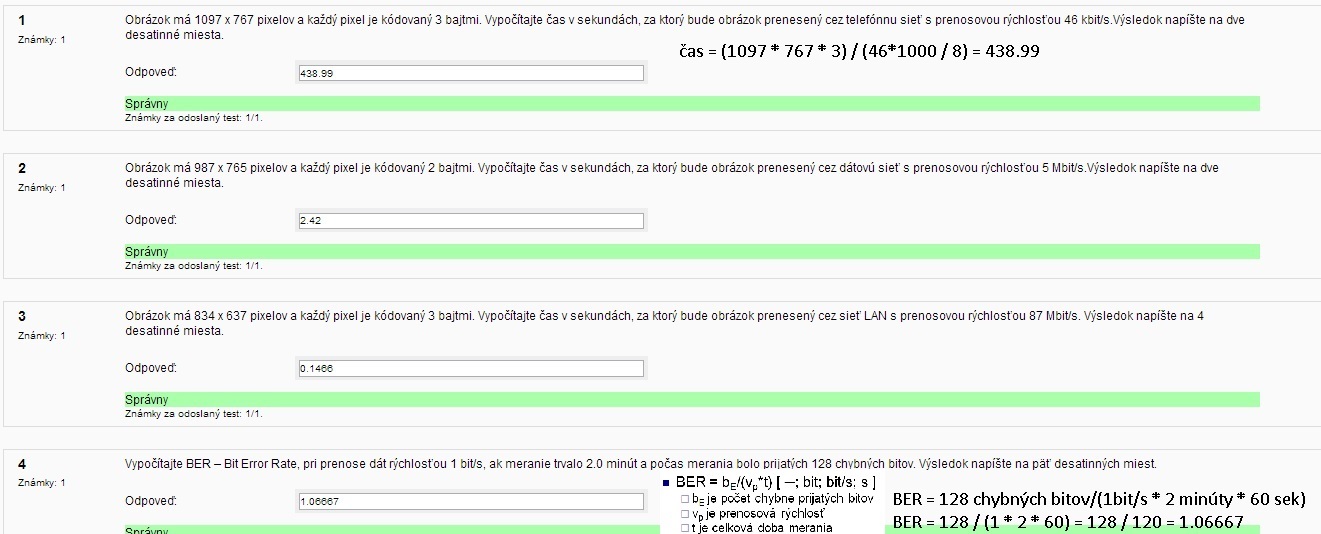 1
Známky: 1
Obrázok má 1097 x 767 pixelov a každý pixel je kódovaný 3 bajtmi. Vypočítajte čas v sekundách, za ktorý bude obrázok prenesený cez telefónnu sieť s prenosovou rýchlosťou 46 kbit/s.Výsledok napíšte na dve
desatinné miesta.
čas = (1097 * 767 * 3) / (46*1000 / 8) = 438.99
Odpoveď:
438.99
Správny
Známky za odoslaný test: 1/1.
2
Známky: 1
Obrázok má 987 x 765 pixelov a každý pixel je kódovaný 2 bajtmi. Vypočítajte čas v sekundách, za ktorý bude obrázok prenesený cez dátovú sieť s prenosovou rýchlosťou 5 Mbit/s.Výsledok napíšte na dve
desatinné miesta.
Odpoveď:
2.42
Správny
Známky za odoslaný test: 1/1.
3
Známky: 1
Obrázok má 834 x 637 pixelov a každý pixel je kódovaný 3 bajtmi. Vypočítajte čas v sekundách, za ktorý bude obrázok prenesený cez sieť LAN s prenosovou rýchlosťou 87 Mbit/s. Výsledok napíšte na 4
desatinné miesta.
Odpoveď:
0.1466
Správny
Známky za odoslaný test: 1/1.
4
Známky: 1
Vypočítajte BER – Bit Error Rate, pri prenose dát rýchlosťou 1 bit/s, ak meranie trvalo 2.0 minút a počas merania bolo prijatých 128 chybných bitov. Výsledok napíšte na päť desatinných miest.
Odpoveď:
1.06667
BER = bE/(vp*t) [ –; bit; bit/s; s ]
bE je počet chybne prijatých bitov
vp je prenosová rýchlosť
t je celková doba merania
BER = 128 chybných bitov/(1bit/s * 2 minúty * 60 sek)
BER = 128 / (1 * 2 * 60) = 128 / 120 = 1.06667
Správny